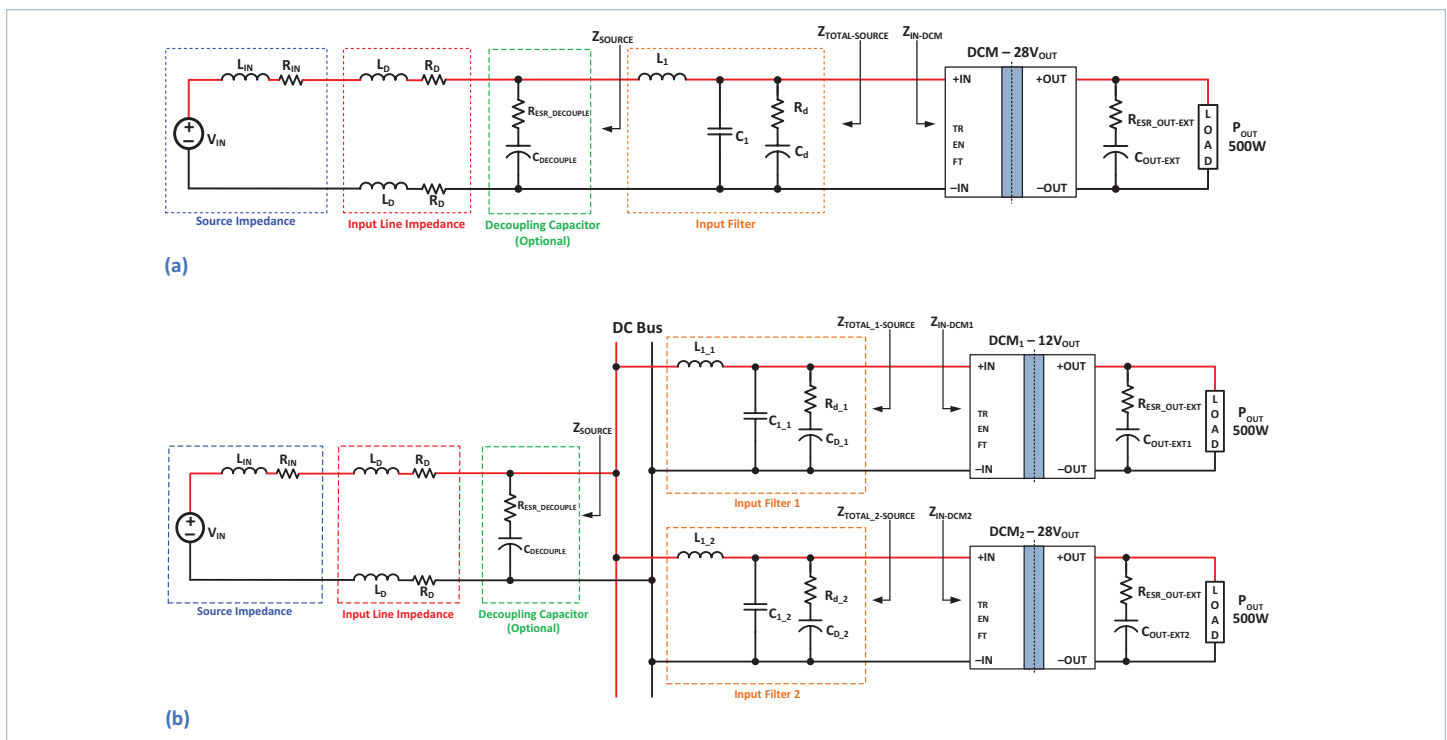 Z_SOURCE
Z_TOTAL-SOURCE
Z_IN-DCM
DCM – 28V_OUT
L_IN
R_IN
L_D
R_D
L_1
+IN
+OUT
R_ESR_DECOUPLE
R_d
R_ESR_OUT-EXT
LOAD
P_OUT
500W
V_IN
C_DECOUPLE
C_1
C_d
TR
EN
FT
C_OUT-EXT
–IN
–OUT
L_D
R_D
Source Impedance
Input Line Impedance
Decoupling Capacitor
(Optional)
Input Filter
(a)
DC Bus
Z_TOTAL_1-SOURCE
Z_IN-DCM1
DCM_1 – 12V_OUT
L_1_1
+IN
+OUT
R_d_1
R_ESR_OUT-EXT
LOAD
P_OUT
500W
C_1_1
C_D_1
TR
EN
FT
C_OUT-EXT1
–IN
–OUT
Input Filter 1
Z_SOURCE
L_IN
R_IN
L_D
R_D
R_ESR_DECOUPLE
V_IN
C_DECOUPLE
L_D
R_D
Source Impedance
Input Line Impedance
Decoupling Capacitor
(Optional)
Z_TOTAL_2-SOURCE
Z_IN-DCM2
DCM_2 – 28V_OUT
L_1_2
+IN
+OUT
R_d_2
R_ESR_OUT-EXT
LOAD
P_OUT
500W
C_1_2
C_D_2
TR
EN
FT
C_OUT-EXT2
–IN
–OUT
Input Filter 2
(b)